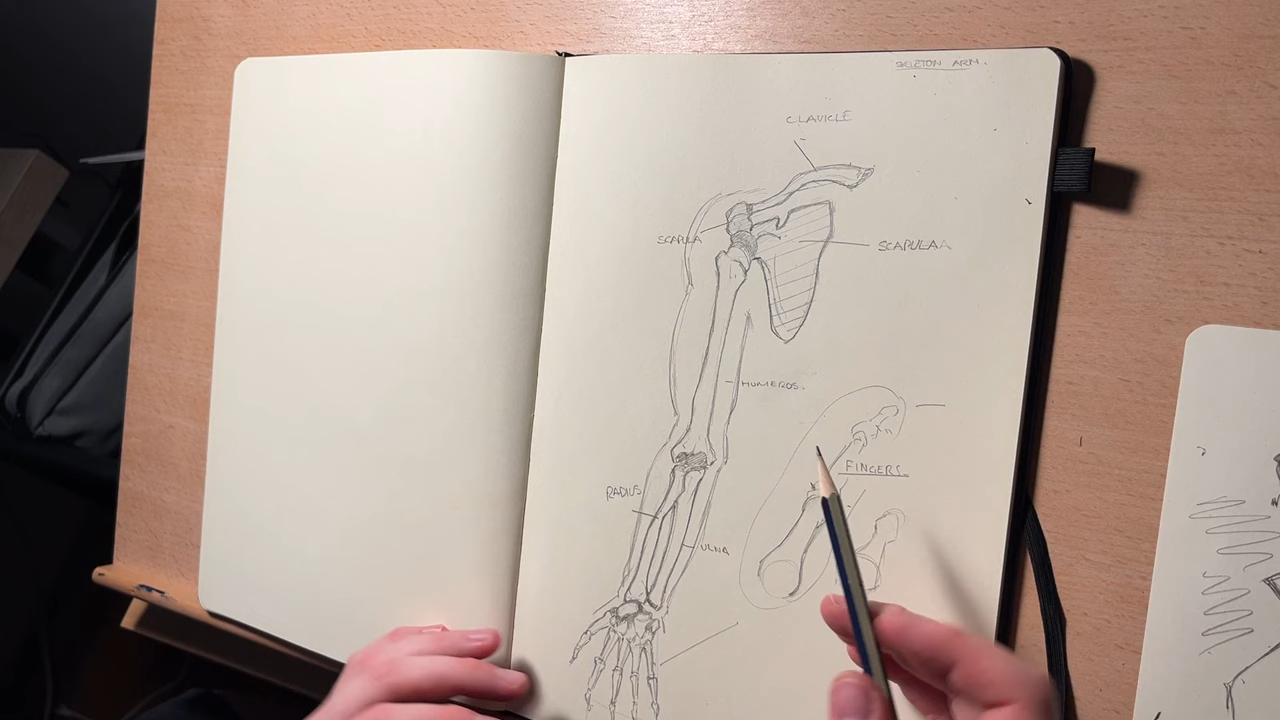 SKELETON ARM.
CLAVICLE
SCAPULA
SCAPULAA
HUMEROS.
FINGERS
RADIUS
ULNA